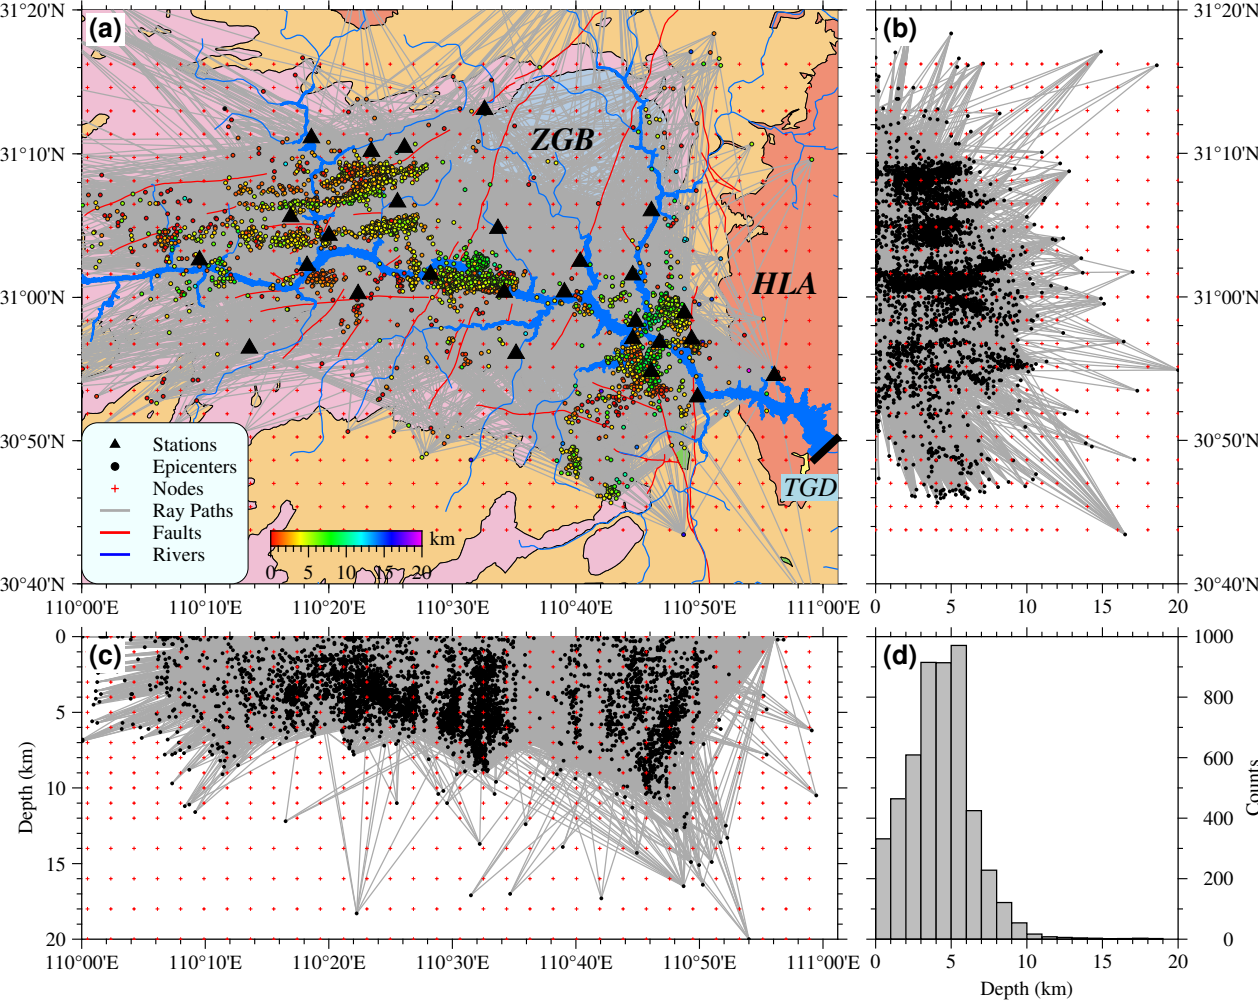 31°20'N
(a)
(b)
31°20'N
ZGB
31°10'N
31°10'N
HLA
31°00'N
31°00'N
30°50'N
30°50'N
Stations
Epicenters
Nodes
Ray Paths
Faults
Rivers
TGD
km
0 5 10 15 20
30°40'N
30°40'N
110°00'E 110°10'E 110°20'E 110°30'E 110°40'E 110°50'E 111°00'E
0 5 10 15 20
(c)
(d)
0
5
10
15
20
Depth (km)
110°00'E 110°10'E 110°20'E 110°30'E 110°40'E 110°50'E 111°00'E
1000
800
600
400
200
0
Counts
0 5 10 15 20
Depth (km)